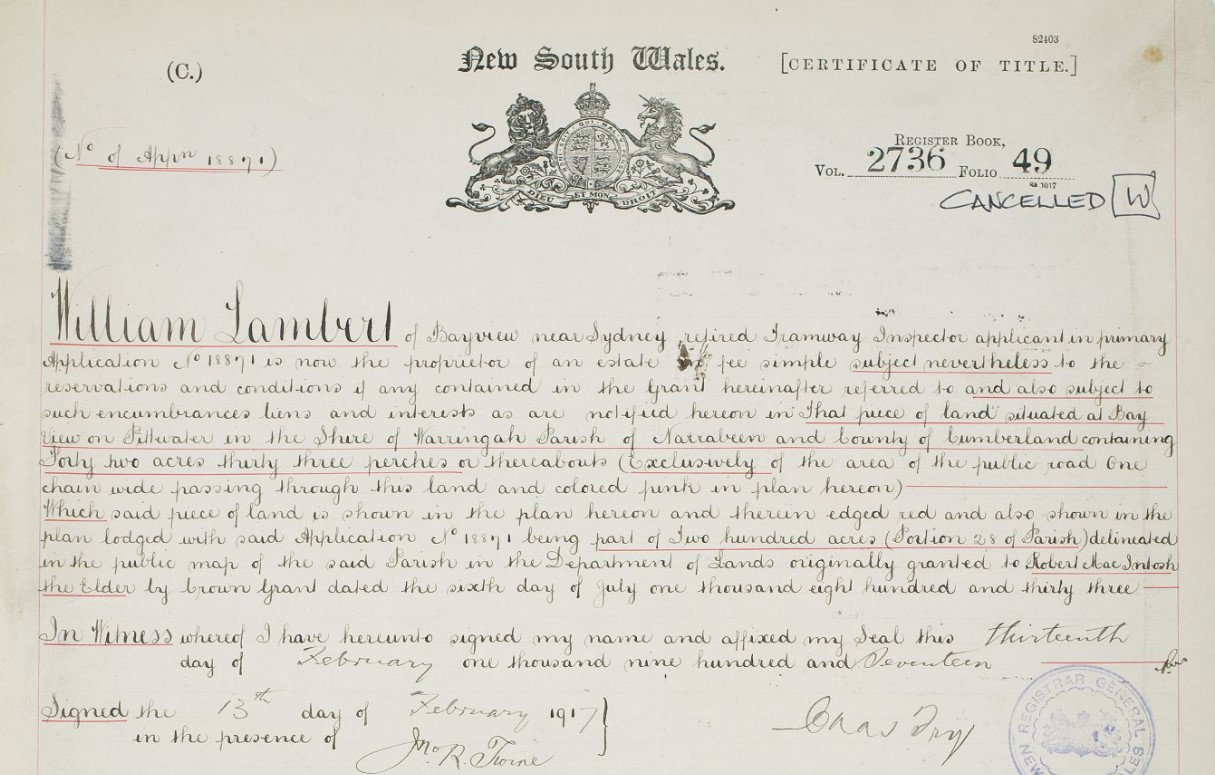 82403
(C.)
New South Wales.
[CERTIFICATE OF TITLE.]
(No of Appn 18871)
REGISTER BOOK,
VOL. 2736 FOLIO 49
CANCELLED W
DIEU ET MON DROIT
William Lambert of Bayview near Sydney retired Tramway Inspector applicant in primary
Application No 18871 is now the proprietor of an estate in fee simple subject nevertheless to the
reservations and conditions if any contained in the Grant hereinafter referred to and also subject to
such encumbrances liens and interests as are notified hereon in That piece of land situated at Bay
View on Pittwater in the Shire of Warringah Parish of Narrabeen and County of Cumberland containing
Forty two acres thirty three perches or thereabouts (Exclusively of the area of the public road One
chain wide passing through this land and colored pink in plan hereon)
Which said piece of land is shown in the plan hereon and therein edged red and also shown in the
plan lodged with said Application No 18871 being part of Two hundred acres (Portion 28 of Parish) delineated
in the public map of the said Parish in the Department of Lands originally granted to Robert Mac Intosh
the Elder by Crown Grant dated the sixth day of July one thousand eight hundred and thirty three
In Witness whereof I have hereunto signed my name and affixed my Seal this thirteenth
day of February one thousand nine hundred and Seventeen
Signed the 13th day of February 1917
in the presence of
Jno R.
Chas
REGISTRAR GENERAL